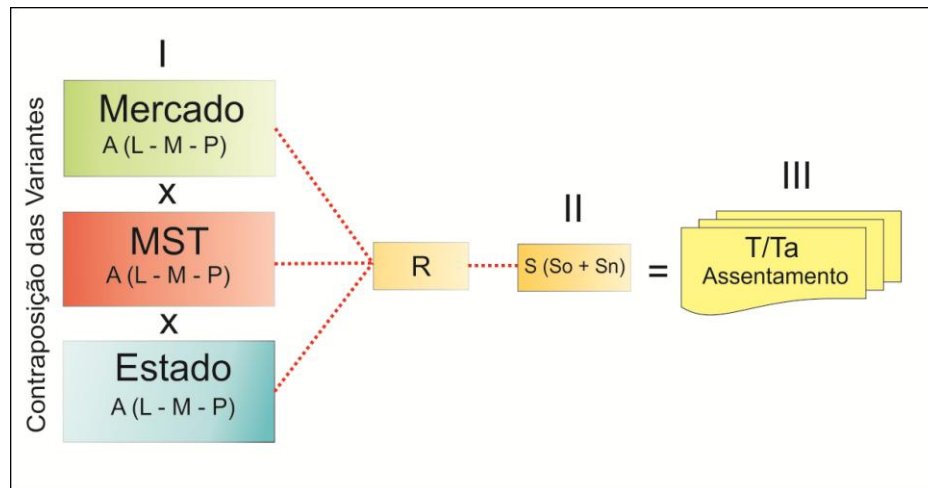 Contraposição das Variantes
I
Mercado
A (L - M - P)
x
MST
A (L - M - P)
x
Estado
A (L - M - P)
R
II
S (So + Sn)
=
III
T/Ta
Assentamento